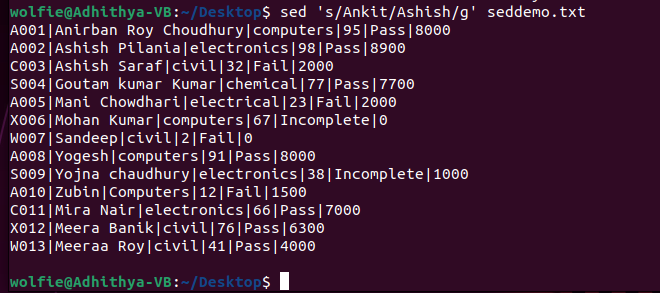 wolfie@Adhithya-VB:~/Desktop$ sed 's/Ankit/Ashish/g' seddemo.txt
A001|Anirban Roy Choudhury|computers|95|Pass|8000
A002|Ashish Pilania|electronics|98|Pass|8900
C003|Ashish Saraf|civil|32|Fail|2000
S004|Goutam kumar Kumar|chemical|77|Pass|7700
A005|Mani Chowdhari|electrical|23|Fail|2000
X006|Mohan Kumar|computers|67|Incomplete|0
W007|Sandeep|civil|2|Fail|0
A008|Yogesh|computers|91|Pass|8000
S009|Yojna chaudhury|electronics|38|Incomplete|1000
A010|Zubin|Computers|12|Fail|1500
C011|Mira Nair|electronics|66|Pass|7000
X012|Meera Banik|civil|76|Pass|6300
W013|Meeraa Roy|civil|41|Pass|4000
wolfie@Adhithya-VB:~/Desktop$